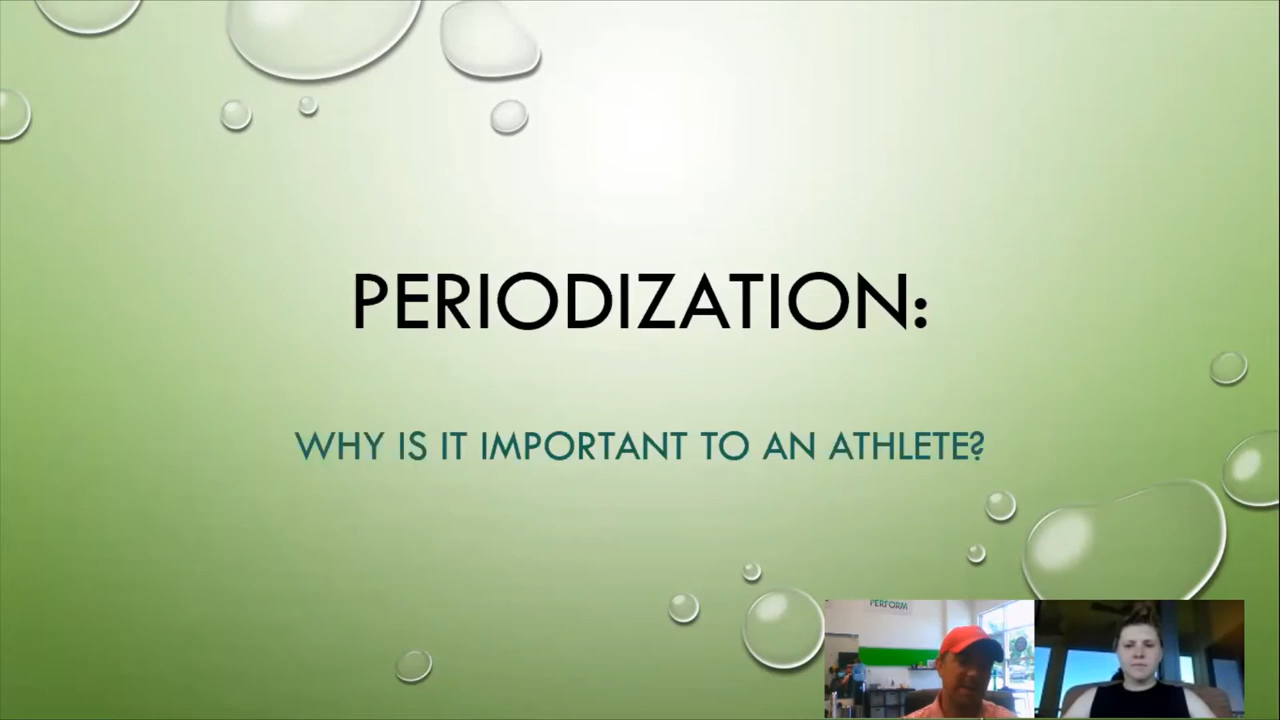 PERIODIZATION:
WHY IS IT IMPORTANT TO AN ATHLETE?
PERFORM